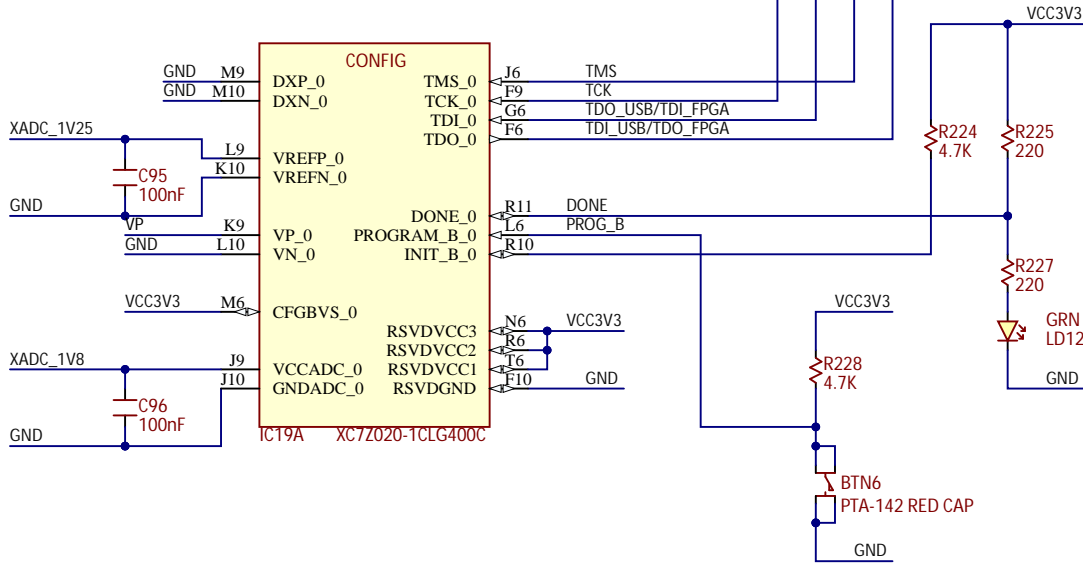 VCC3V3
CONFIG
GND M9 DXP_0 TMS_0 J6 TMS
GND M10 DXN_0 TCK_0 F9 TCK
TDI_0 G6 TDO_USB/TDI_FPGA
XADC_1V25 TDO_0 F6 TDI_USB/TDO_FPGA
R224 R225
4.7K 220
L9 VREFP_0
C95 K10 VREFN_0
100nF
GND DONE_0 R11 DONE
VP K9 VP_0 PROGRAM_B_0 L6 PROG_B
GND L10 VN_0 INIT_B_0 R10
R227
220
VCC3V3 M6 CFGBVS_0 VCC3V3
GRN
RSVDVCC3 N6 VCC3V3
LD12
RSVDVCC2 R6
XADC_1V8 J9 VCCADC_0 RSVDVCC1 T6
R228
4.7K
J10 GNDADC_0 RSVDGND F10 GND GND
C96
100nF
GND IC19A XC7Z020-1CLG400C
BTN6
PTA-142 RED CAP
GND